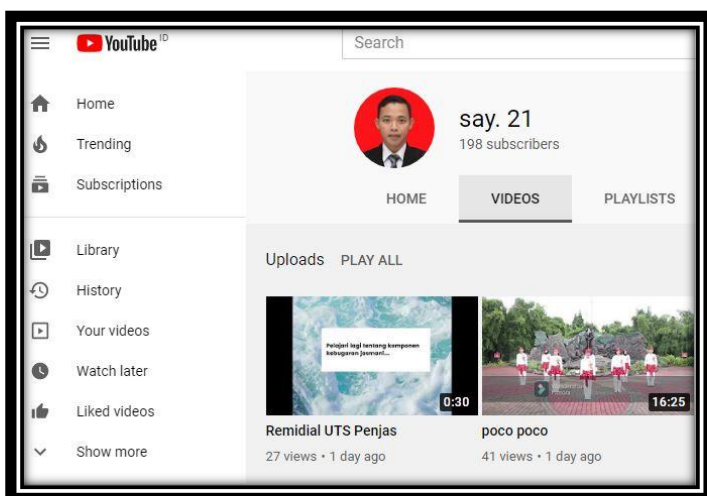 YouTube ID
Search
Home
Trending
Subscriptions
Library
History
Your videos
Watch later
Liked videos
Show more
say. 21
198 subscribers
HOME VIDEOS PLAYLISTS
Uploads PLAY ALL
Pelajari lagi tentang komponen
kebugaran jasmani...
0:30
Remidial UTS Penjas
27 views • 1 day ago
16:25
poco poco
41 views • 1 day ago